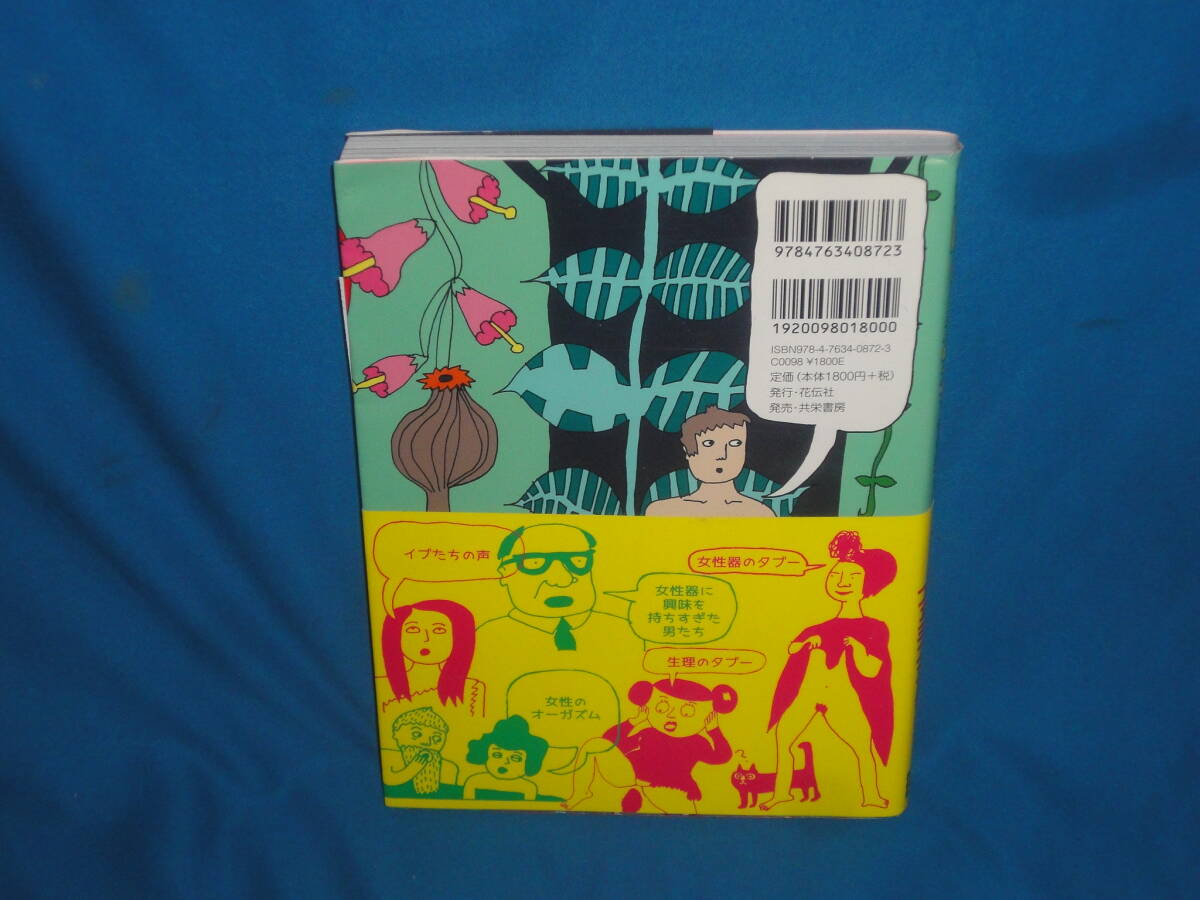 9784763408723
1920098018000
ISBN978-4-7634-0872-3
C0098 ¥1800E
定価(本体1800円+税)
発行・花伝社
発売・共栄書房
イブたちの声
女性器のタブー
女性器に
興味を
持ちすぎた
男たち
生理のタブー
女性の
オーガズム
?